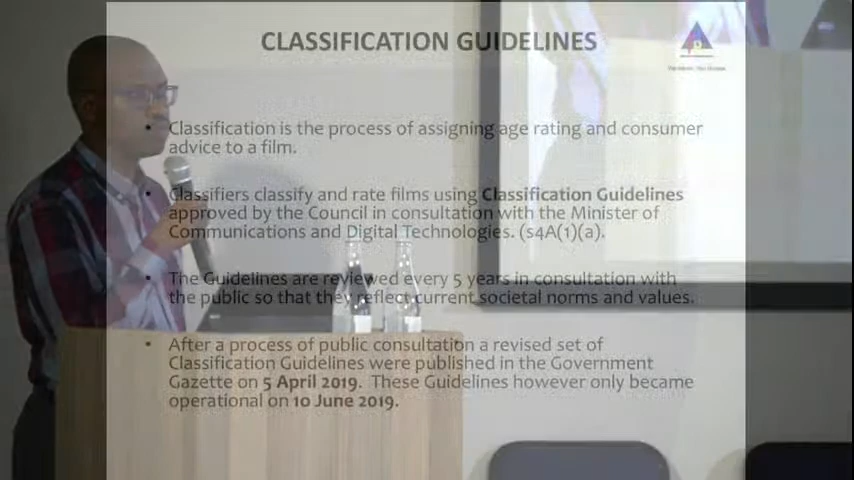 CLASSIFICATION GUIDELINES
• Classification is the process of assigning age rating and consumer
advice to a film.
• Classifiers classify and rate films using Classification Guidelines
approved by the Council in consultation with the Minister of
Communications and Digital Technologies. (s4A(1)(a).
• The Guidelines are reviewed every 5 years in consultation with
the public so that they reflect current societal norms and values.
• After a process of public consultation a revised set of
Classification Guidelines were published in the Government
Gazette on 5 April 2019. These Guidelines however only became
operational on 10 June 2019.